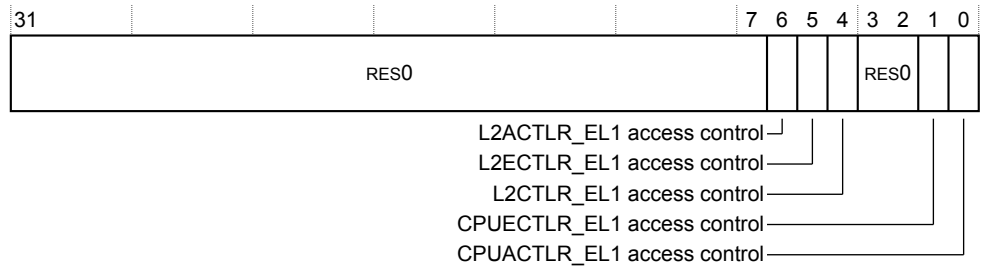 31 7 6 5 4 3 2 1 0
RES0 RES0
L2ACTLR_EL1 access control
L2ECTLR_EL1 access control
L2CTLR_EL1 access control
CPUECTLR_EL1 access control
CPUACTLR_EL1 access control